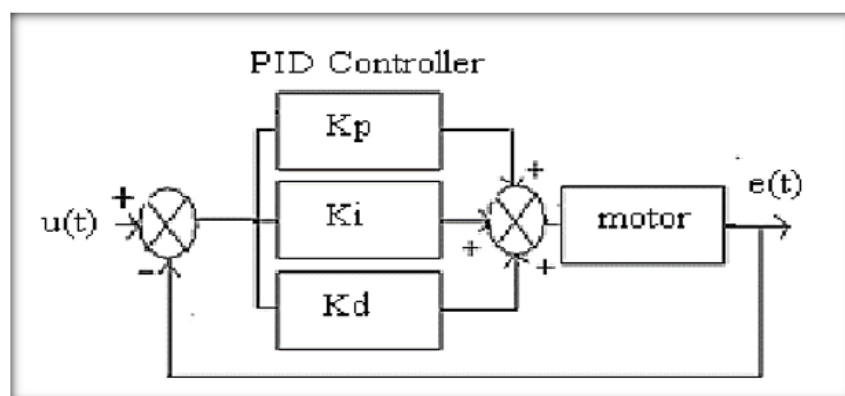 PID Controller
Kp
+
+
u(t)
-
Ki
+
+
motor
e(t)
Kd